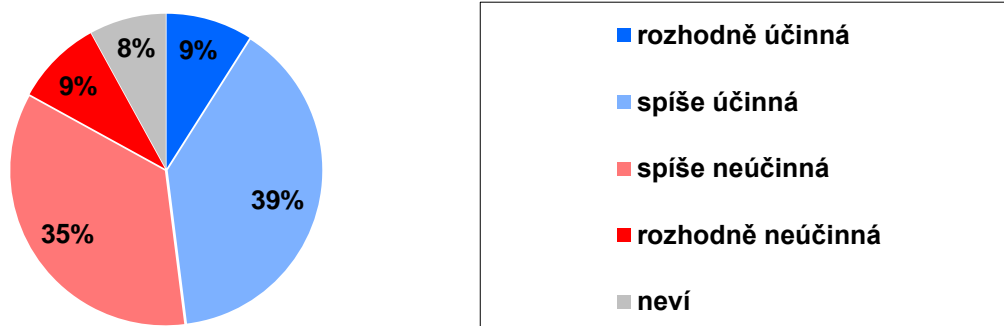 8%
9%
9%
39%
35%
rozhodně účinná
spíše účinná
spíše neúčinná
rozhodně neúčinná
neví